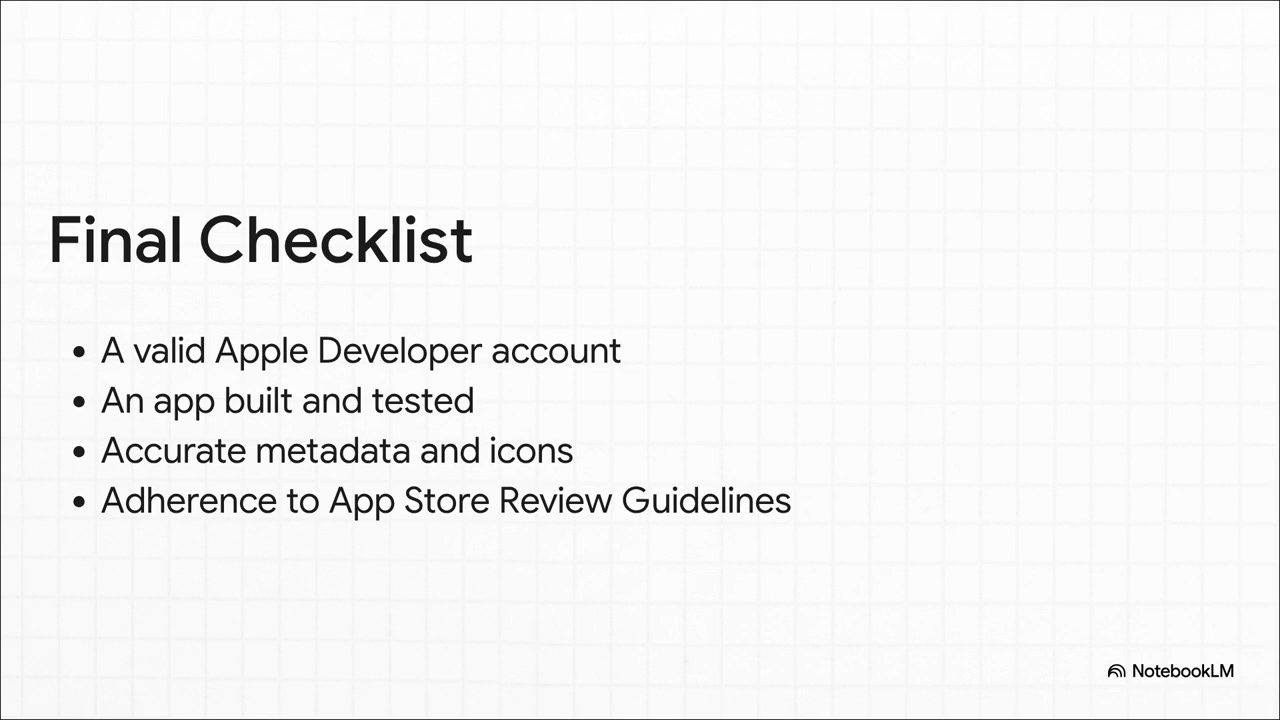 Final Checklist
• A valid Apple Developer account
• An app built and tested
• Accurate metadata and icons
• Adherence to App Store Review Guidelines
NotebookLM